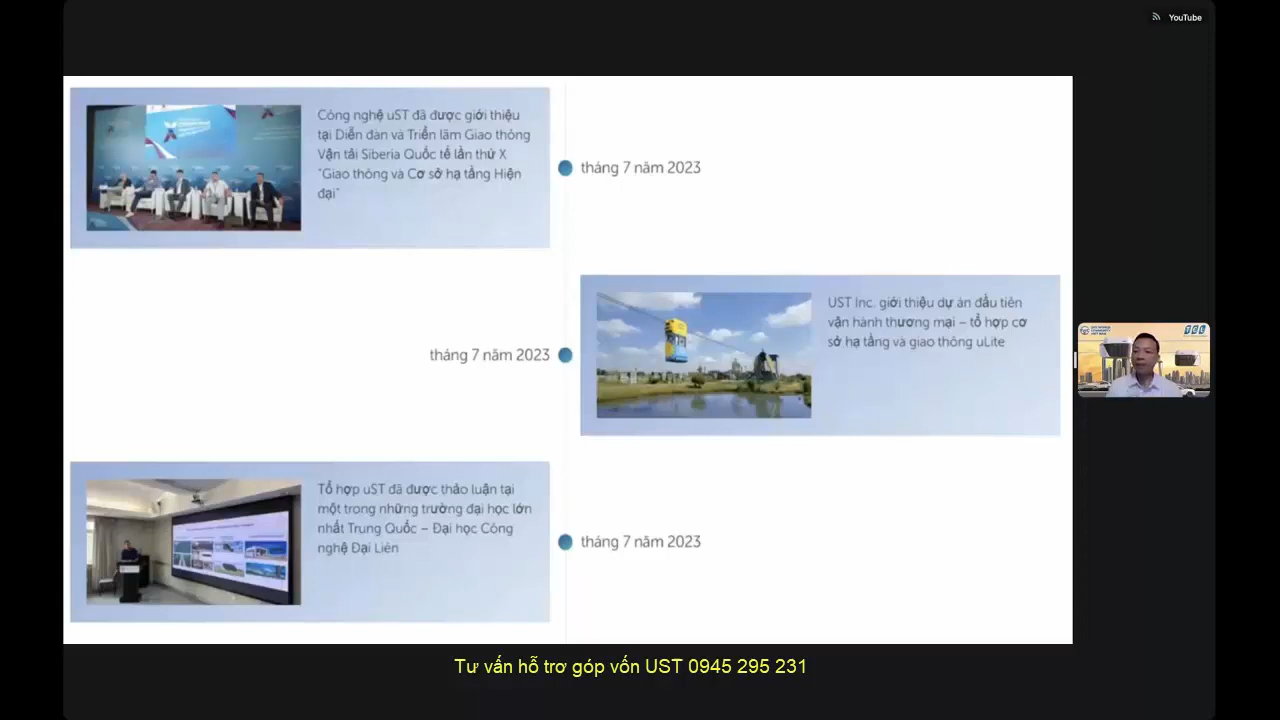 YouTube
Công nghệ uST đã được giới thiệu
tại Diễn đàn và Triển lãm Giao thông
Vận tải Siberia Quốc tế lần thứ X
"Giao thông và Cơ sở hạ tầng Hiện
đại"
tháng 7 năm 2023
UST Inc. giới thiệu dự án đầu tiên
vận hành thương mại – tổ hợp cơ
sở hạ tầng và giao thông uLite
tháng 7 năm 2023
TGL
Tổ hợp uST đã được thảo luận tại
một trong những trường đại học lớn
nhất Trung Quốc – Đại học Công
nghệ Đại Liên
tháng 7 năm 2023
Tư vấn hỗ trơ góp vốn UST 0945 295 231